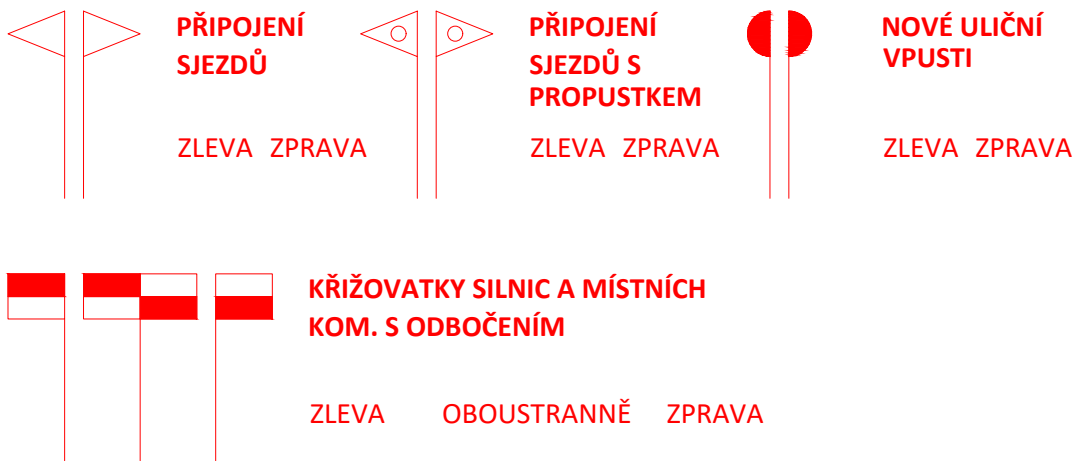 PŘIPOJENÍ
SJEZDŮ
ZLEVA ZPRAVA
PŘIPOJENÍ
SJEZDŮ S
PROPUSTKEM
ZLEVA ZPRAVA
NOVÉ ULIČNÍ
VPUSTI
ZLEVA ZPRAVA
KŘIŽOVATKY SILNIC A MÍSTNÍCH
KOM. S ODBOČENÍM
ZLEVA OBOUSTRANNĚ ZPRAVA